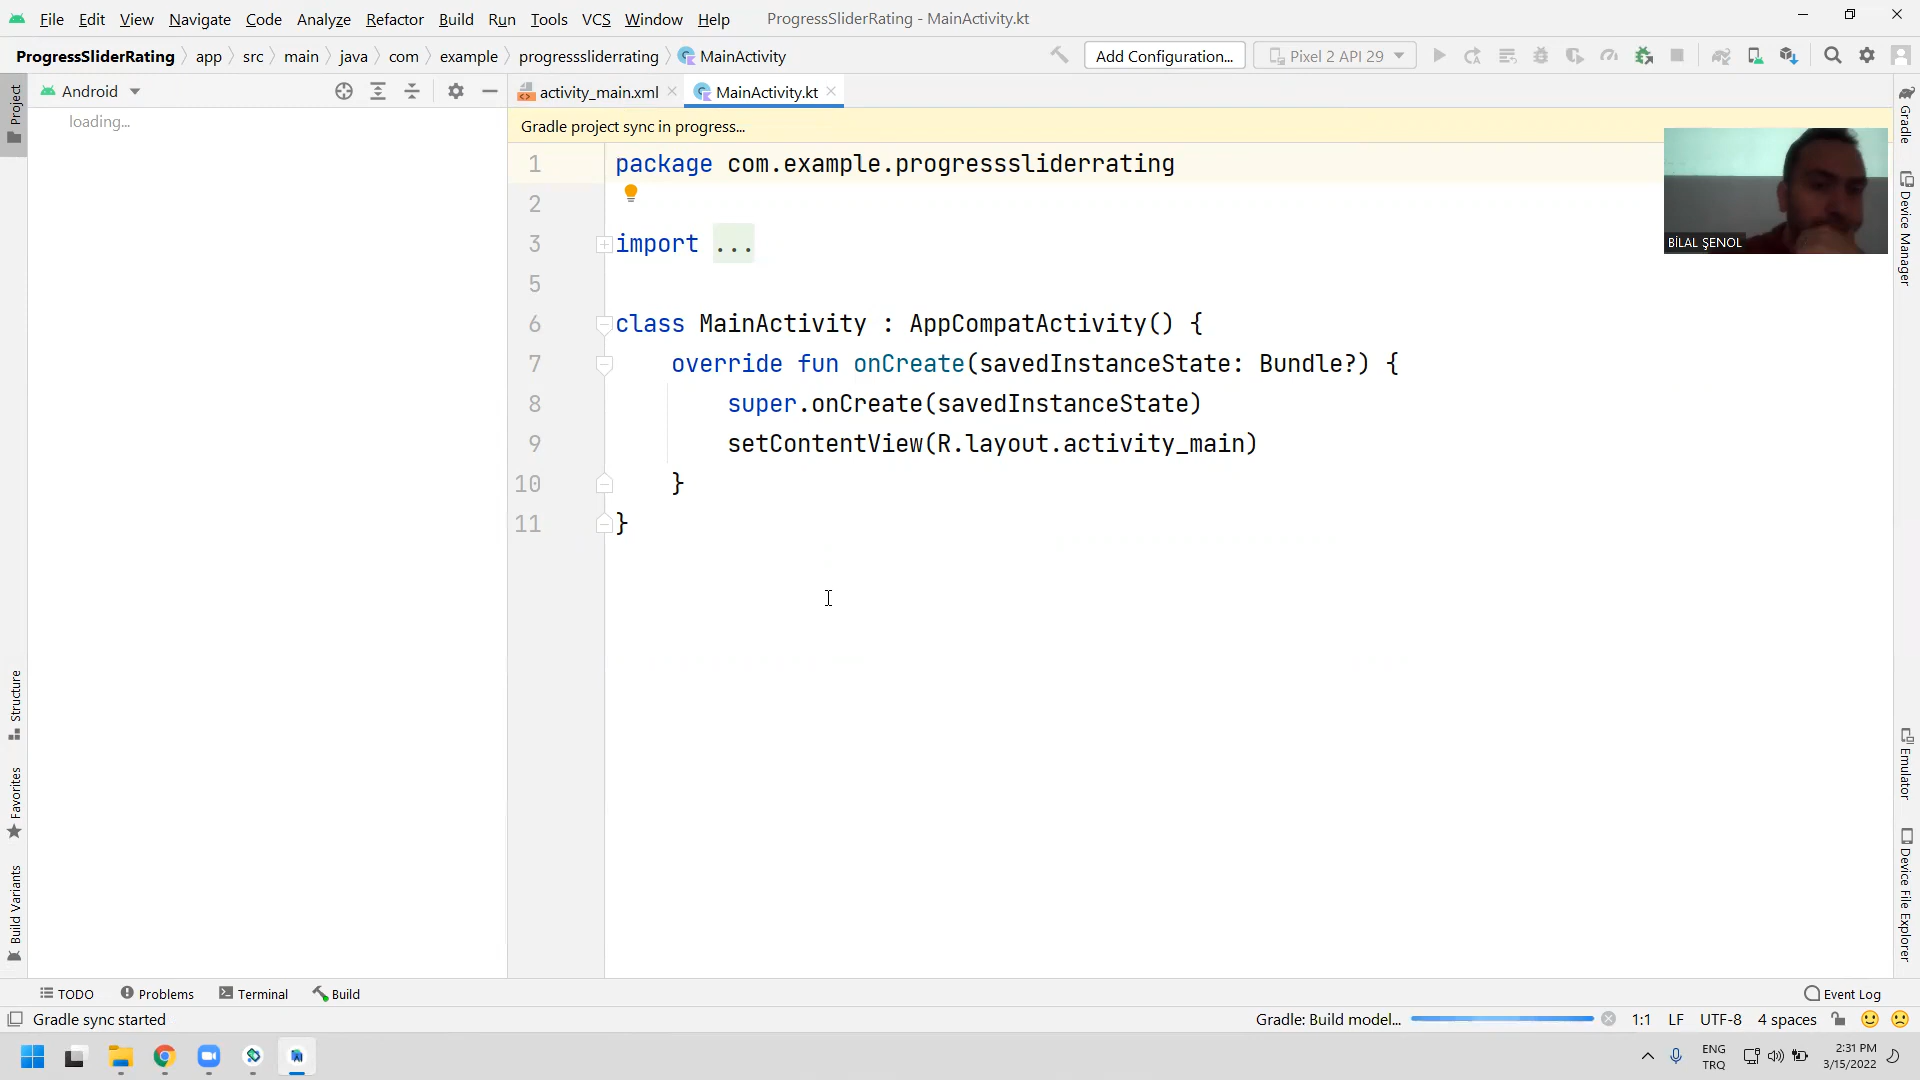 File Edit View Navigate Code Analyze Refactor Build Run Tools VCS Window Help ProgressSliderRating - MainActivity.kt
ProgressSliderRating app src main java com example progresssliderrating MainActivity Add Configuration... Pixel 2 API 29
Project
Android
activity_main.xml
MainActivity.kt
loading...
Gradle project sync in progress...
1 package com.example.progresssliderrating
2
3 import ...
5
6 class MainActivity : AppCompatActivity() {
7 override fun onCreate(savedInstanceState: Bundle?) {
8 super.onCreate(savedInstanceState)
9 setContentView(R.layout.activity_main)
10 }
11 }
BİLAL ŞENOL
Gradle
Device Manager
Emulator
Device File Explorer
Structure
Favorites
Build Variants
TODO Problems Terminal Build Event Log
Gradle sync started Gradle: Build model... 1:1 LF UTF-8 4 spaces
ENG
TRQ
2:31 PM
3/15/2022